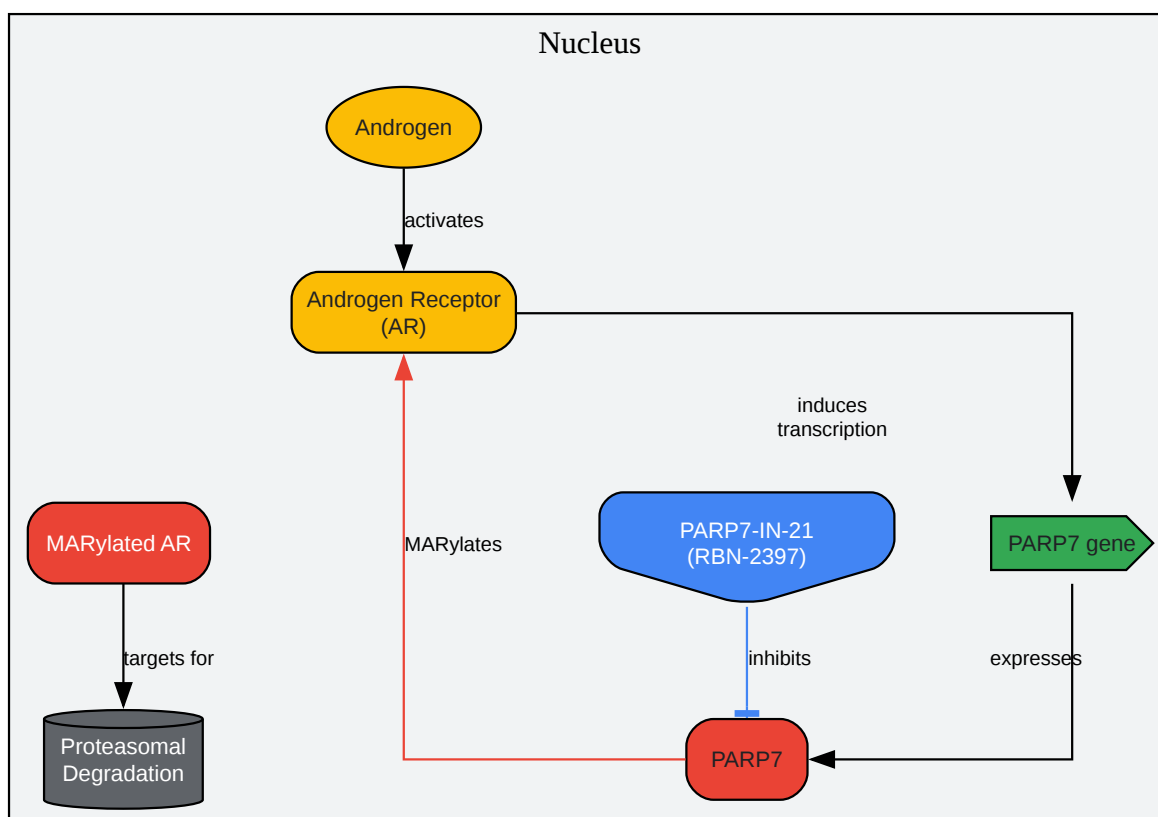 Nucleus
Androgen
activates
Androgen Receptor
(AR)
induces
transcription
MARylated AR
MARylates
PARP7-IN-21
(RBN-2397)
PARP7 gene
targets for
inhibits
expresses
Proteasomal
Degradation
PARP7